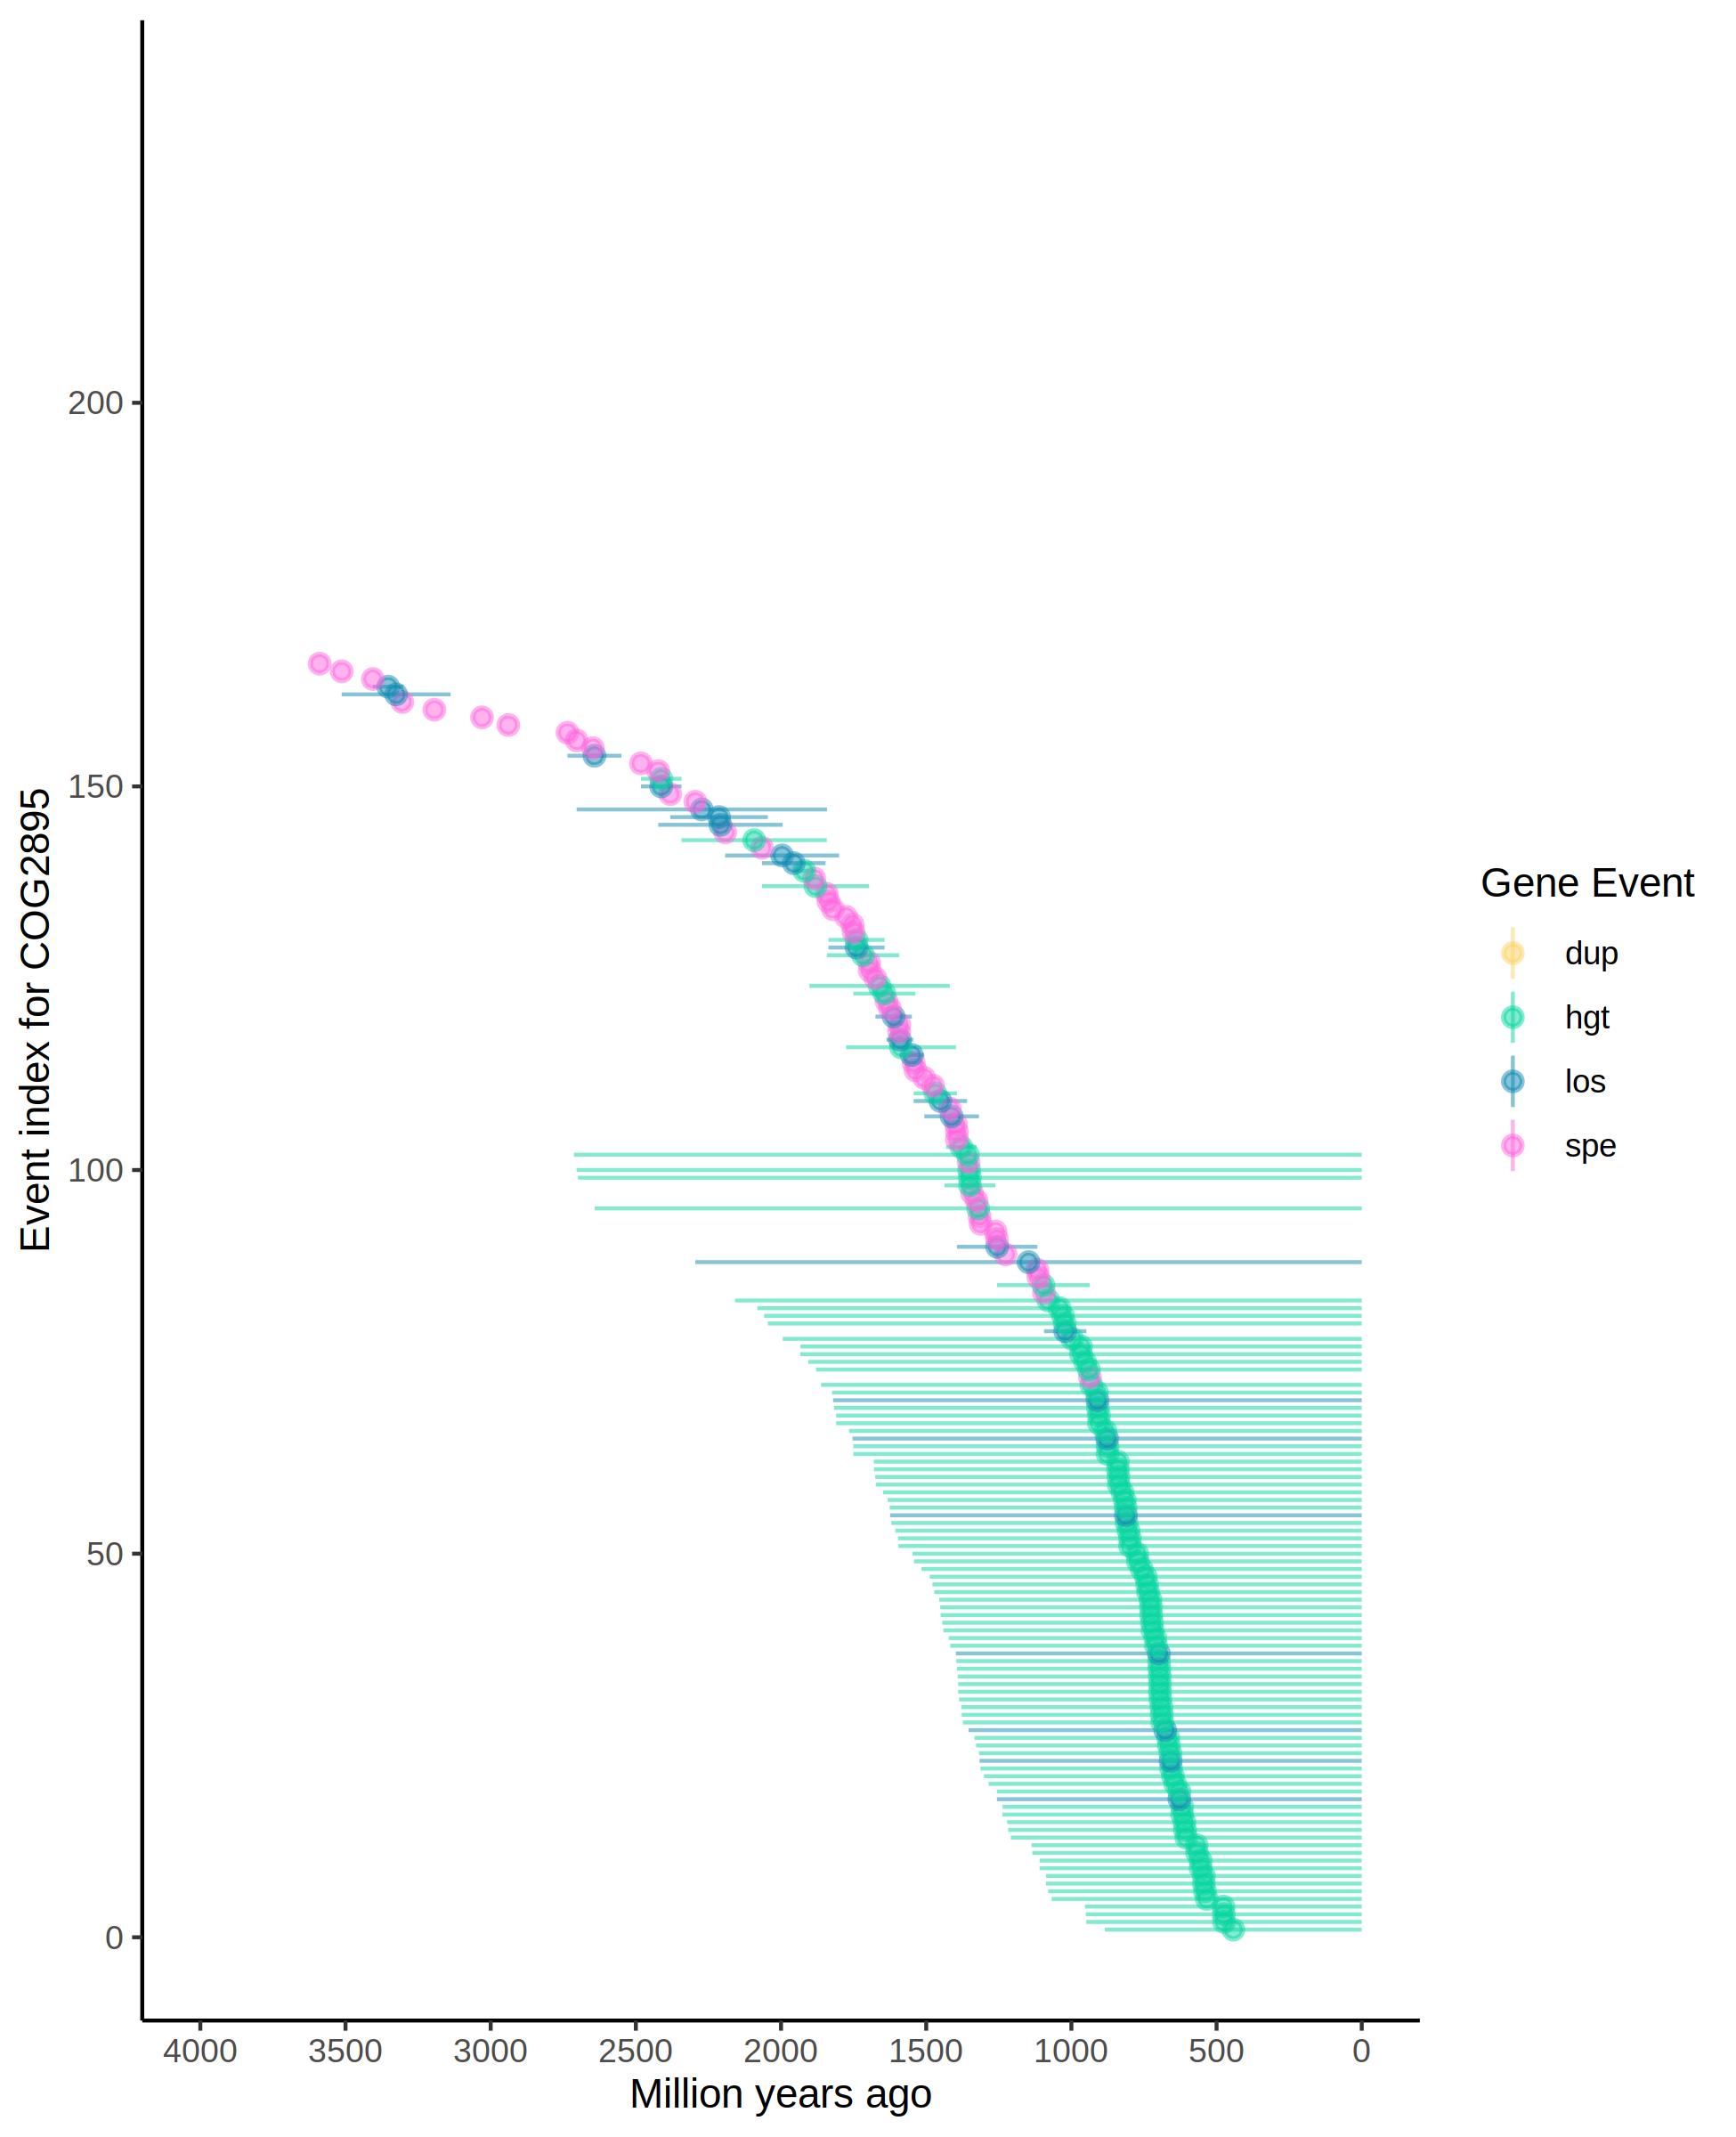 Event index for COG2895
200
150
100
50
0
4000 3500 3000 2500 2000 1500 1000 500 0
Million years ago
Gene Event
dup
hgt
los
spe